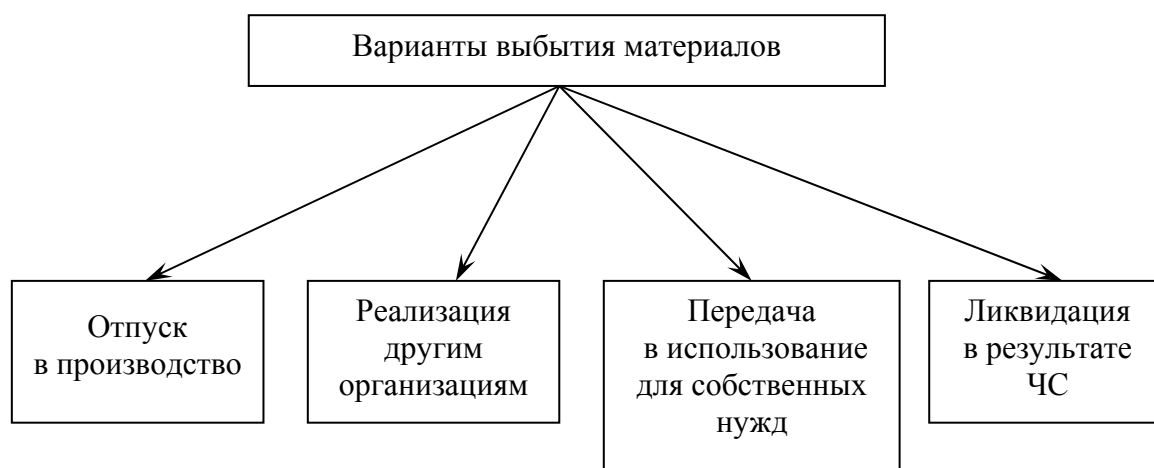 Варианты выбытия материалов
Отпуск
в производство
Реализация
другим
организациям
Передача
в использование
для собственных
нужд
Ликвидация
в результате
ЧС